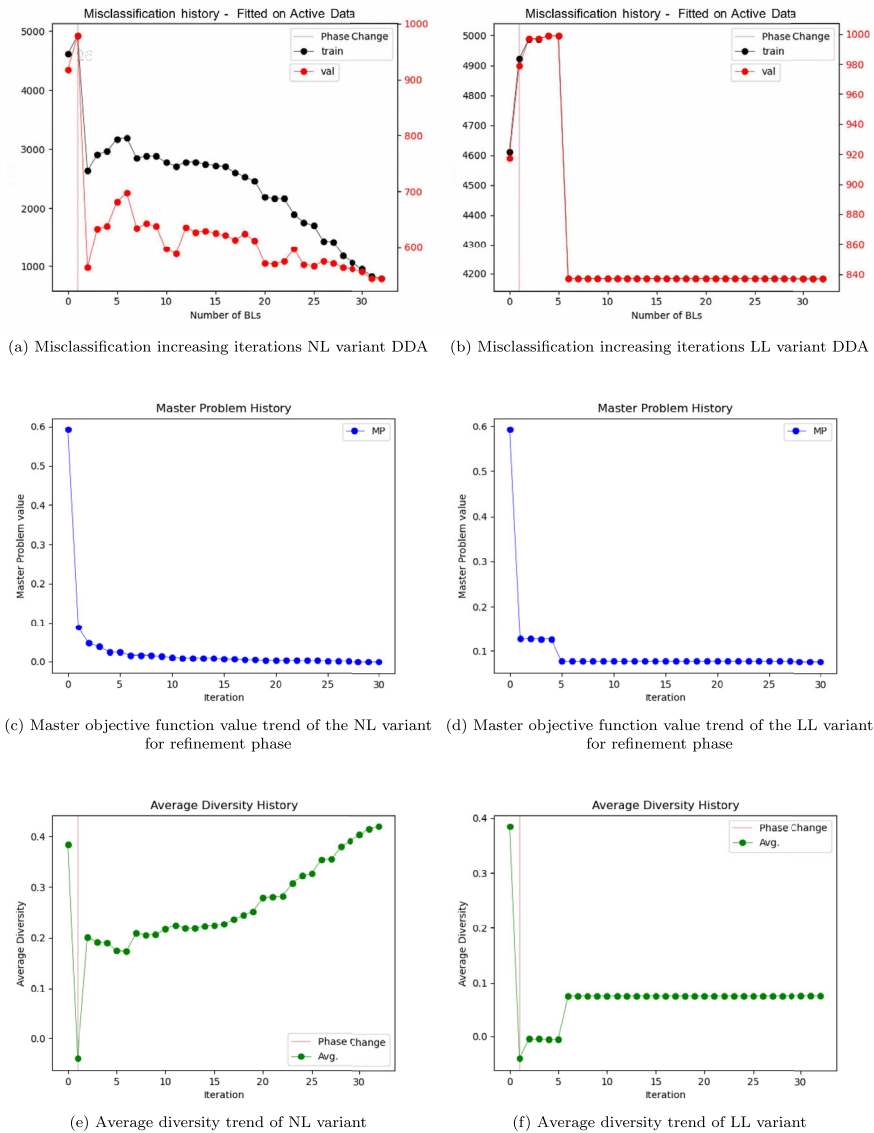 Misclassification history - Fitted on Active Data
5000
4000
3000
2000
1000
1000
900
800
700
600
Phase Change
train
val
0 5 10 15 20 25 30
Number of BLs
Misclassification history - Fitted on Active Data
5000
4900
4800
4700
4600
4500
4400
4300
4200
1000
980
960
940
920
900
880
860
840
Phase Change
train
val
0 5 10 15 20 25 30
Number of BLs
(a) Misclassification increasing iterations NL variant DDA
(b) Misclassification increasing iterations LL variant DDA
Master Problem History
MP
Master Problem value
0.6
0.5
0.4
0.3
0.2
0.1
0.0
0 5 10 15 20 25 30
Iteration
Master Problem History
MP
Master Problem value
0.6
0.5
0.4
0.3
0.2
0.1
0 5 10 15 20 25 30
Iteration
(c) Master objective function value trend of the NL variant
for refinement phase
(d) Master objective function value trend of the LL variant
for refinement phase
Average Diversity History
Average Diversity
0.4
0.3
0.2
0.1
0.0
Phase Change
Avg.
0 5 10 15 20 25 30
Iteration
Average Diversity History
Phase Change
Avg.
Average Diversity
0.4
0.3
0.2
0.1
0.0
0 5 10 15 20 25 30
Iteration
(e) Average diversity trend of NL variant
(f) Average diversity trend of LL variant